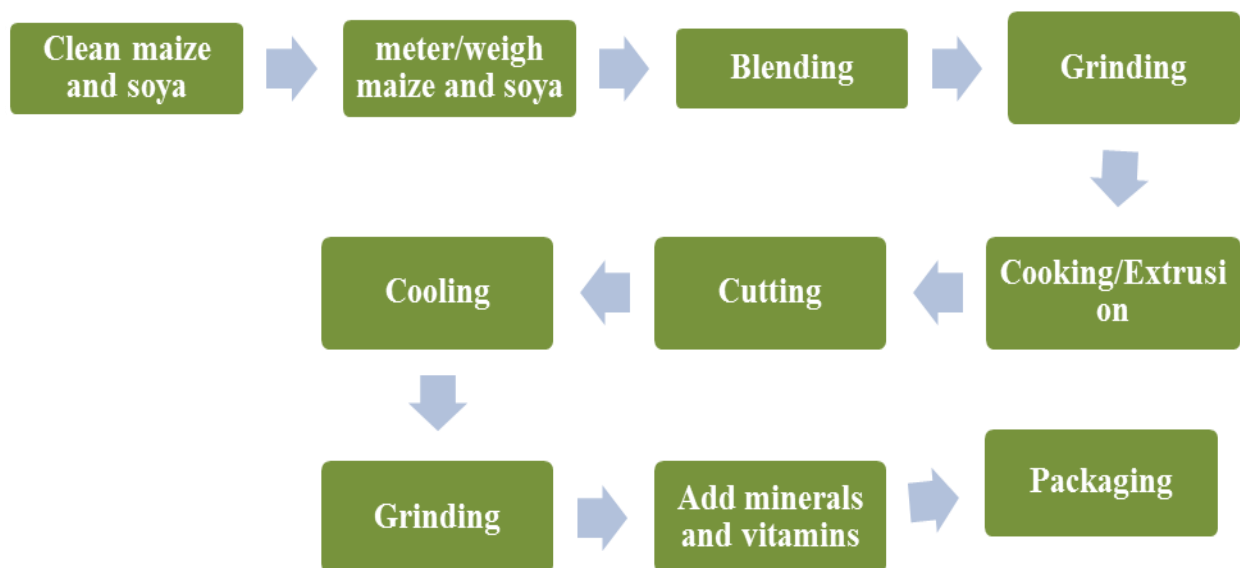 Clean maize
and soya
meter/weigh
maize and soya
Blending
Grinding
Cooking/Extrusi
on
Cutting
Cooling
Grinding
Add minerals
and vitamins
Packaging